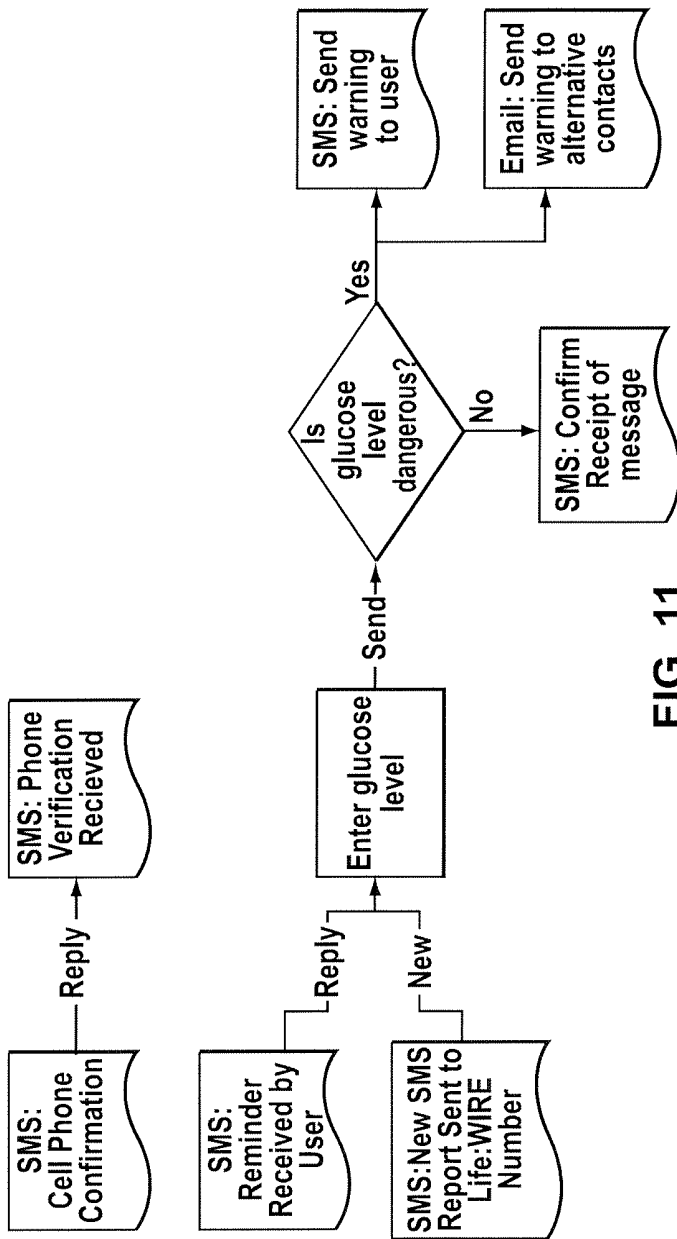 SMS:
Cell Phone
Confirmation
Reply
SMS: Phone
Verification
Recieved
SMS:
Reminder
Received by
User
Reply
SMS:New SMS
Report Sent to
Life:WIRE
Number
New
Enter glucose
level
Send
Is
glucose
level
dangerous?
Yes
No
SMS: Send
warning
to user
Email: Send
warning to
alternative
contacts
SMS: Confirm
Receipt of
message
FIG. 11